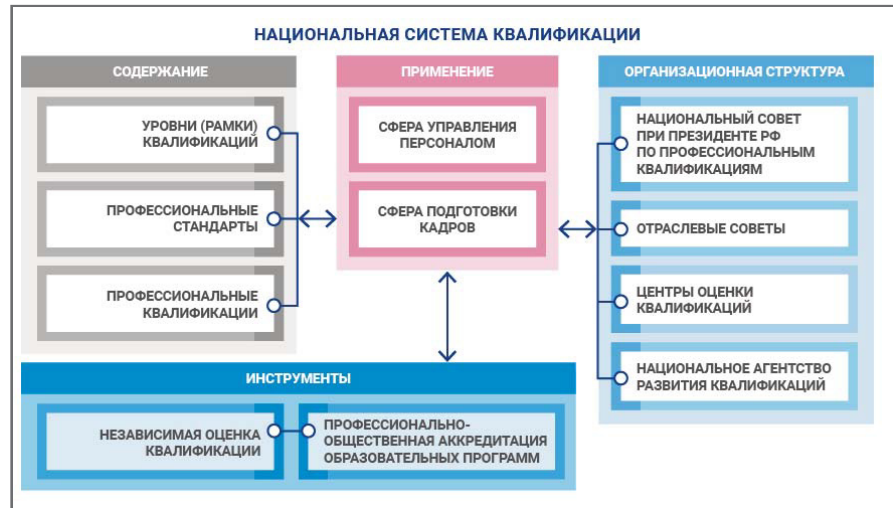 НАЦИОНАЛЬНАЯ СИСТЕМА КВАЛИФИКАЦИИ
СОДЕРЖАНИЕ
УРОВНИ (РАМКИ)
КВАЛИФИКАЦИЙ
ПРОФЕССИОНАЛЬНЫЕ
СТАНДАРТЫ
ПРОФЕССИОНАЛЬНЫЕ
КВАЛИФИКАЦИИ
ПРИМЕНЕНИЕ
СФЕРА УПРАВЛЕНИЯ
ПЕРСОНАЛОМ
СФЕРА ПОДГОТОВКИ
КАДРОВ
ОРГАНИЗАЦИОННАЯ СТРУКТУРА
НАЦИОНАЛЬНЫЙ СОВЕТ
ПРИ ПРЕЗИДЕНТЕ РФ
ПО ПРОФЕССИОНАЛЬНЫМ
КВАЛИФИКАЦИЯМ
ОТРАСЛЕВЫЕ СОВЕТЫ
ЦЕНТРЫ ОЦЕНКИ
КВАЛИФИКАЦИЙ
НАЦИОНАЛЬНОЕ АГЕНТСТВО
РАЗВИТИЯ КВАЛИФИКАЦИЙ
ИНСТРУМЕНТЫ
НЕЗАВИСИМАЯ ОЦЕНКА
КВАЛИФИКАЦИИ
ПРОФЕССИОНАЛЬНО-
ОБЩЕСТВЕННАЯ АККРЕДИТАЦИЯ
ОБРАЗОВАТЕЛЬНЫХ ПРОГРАММ